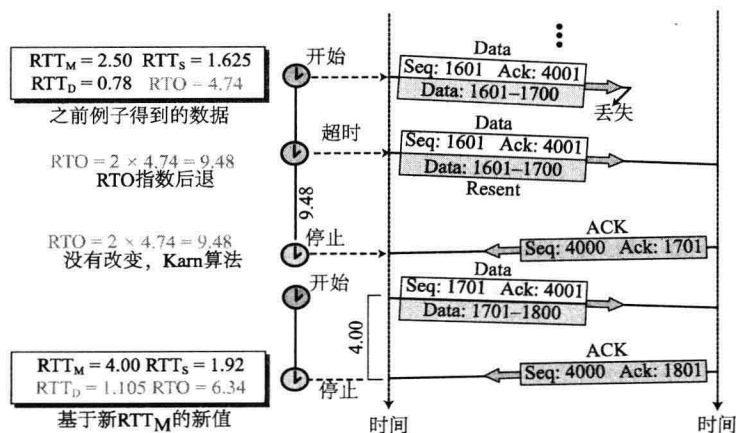 RTT_M = 2.50 RTT_S = 1.625
RTT_D = 0.78 RTO = 4.74
之前例子得到的数据
开始
Data
Seq: 1601 Ack: 4001
Data: 1601–1700
丢失
RTO = 2 × 4.74 = 9.48
RTO指数后退
超时
Data
Seq: 1601 Ack: 4001
Data: 1601–1700
Resent
9.48
RTO = 2 × 4.74 = 9.48
没有改变，Karn算法
停止
ACK
Seq: 4000 Ack: 1701
开始
Data
Seq: 1701 Ack: 4001
Data: 1701–1800
4.00
RTT_M = 4.00 RTT_S = 1.92
RTT_D = 1.105 RTO = 6.34
基于新RTT_M的新值
停止
ACK
Seq: 4000 Ack: 1801
时间
时间